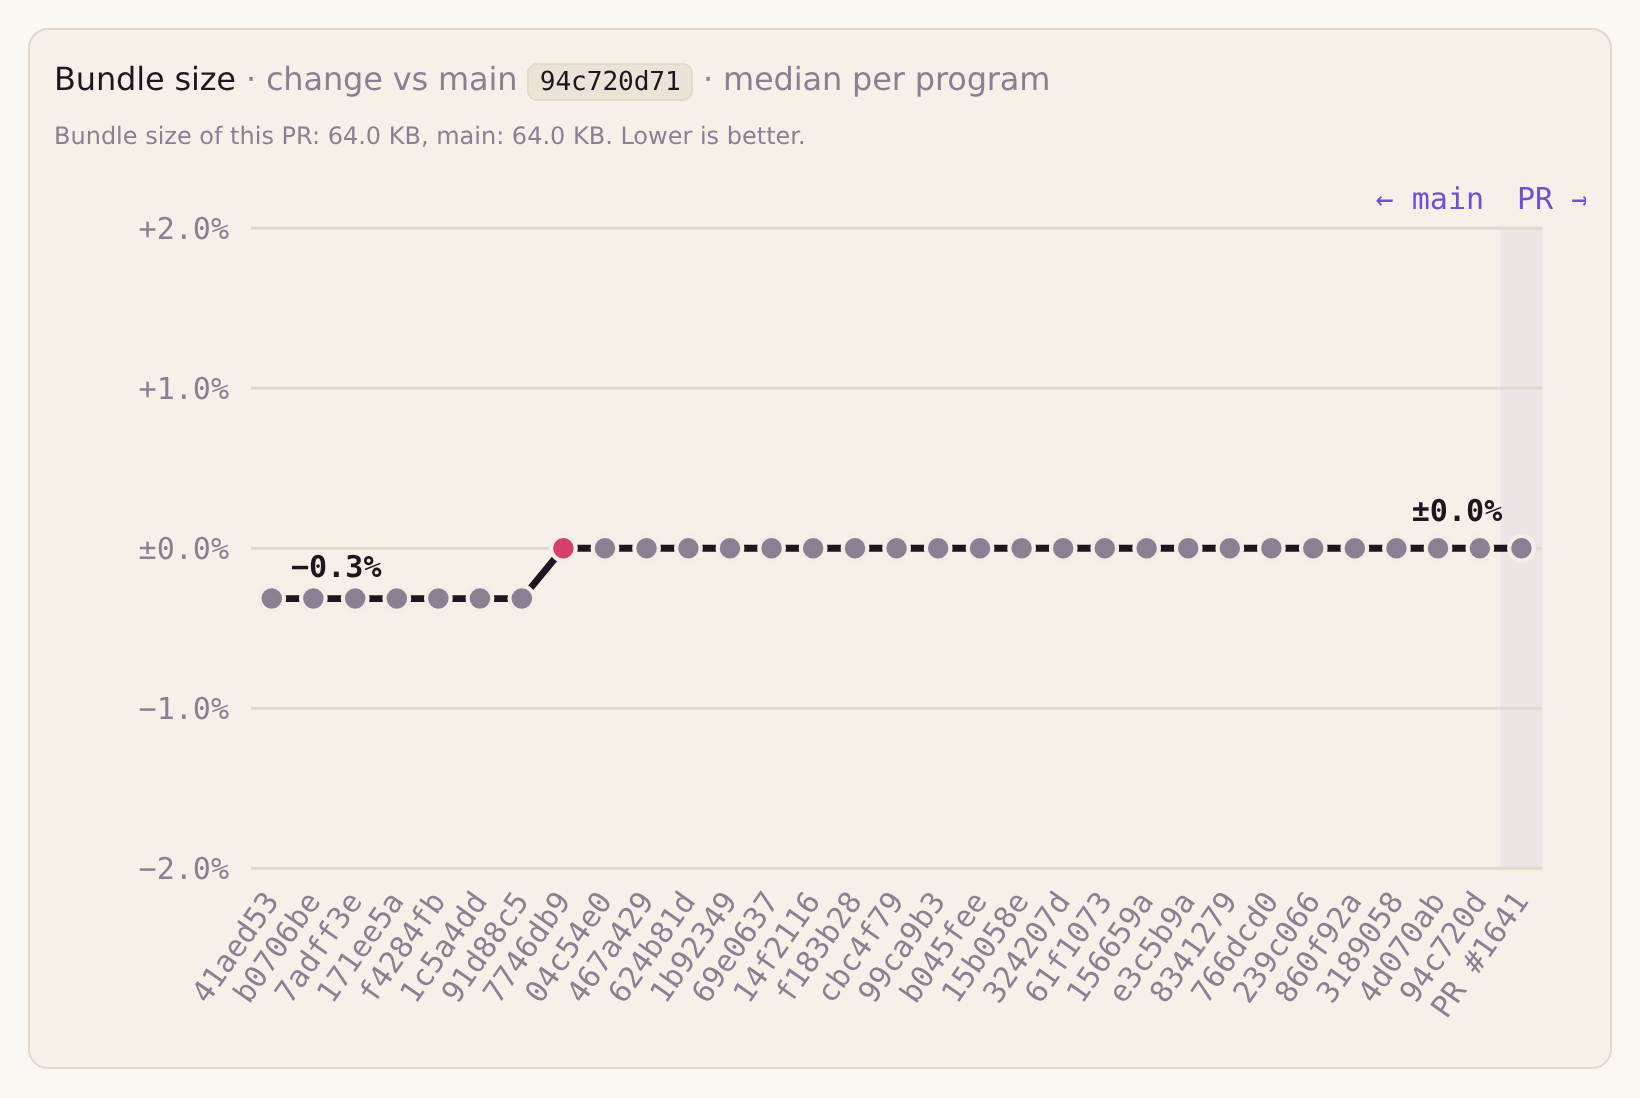 Bundle size · change vs main 94c720d71 · median per program
Bundle size of this PR: 64.0 KB, main: 64.0 KB. Lower is better.
← main PR →
+2.0%
+1.0%
±0.0%
±0.0%
−0.3%
−1.0%
−2.0%
41aed53
b0706be
7adff3e
171ee5a
f4284fb
1c5a4dd
91d88c5
7746db9
04c54e0
467a429
624b81d
1b92349
69e0637
14f2116
f183b28
cbc4f79
99ca9b3
b045fee
15b058e
324207d
61f1073
156659a
e3c5b9a
8341279
766dcd0
239c066
860f92a
3189058
4d070ab
94c720d
PR #1641